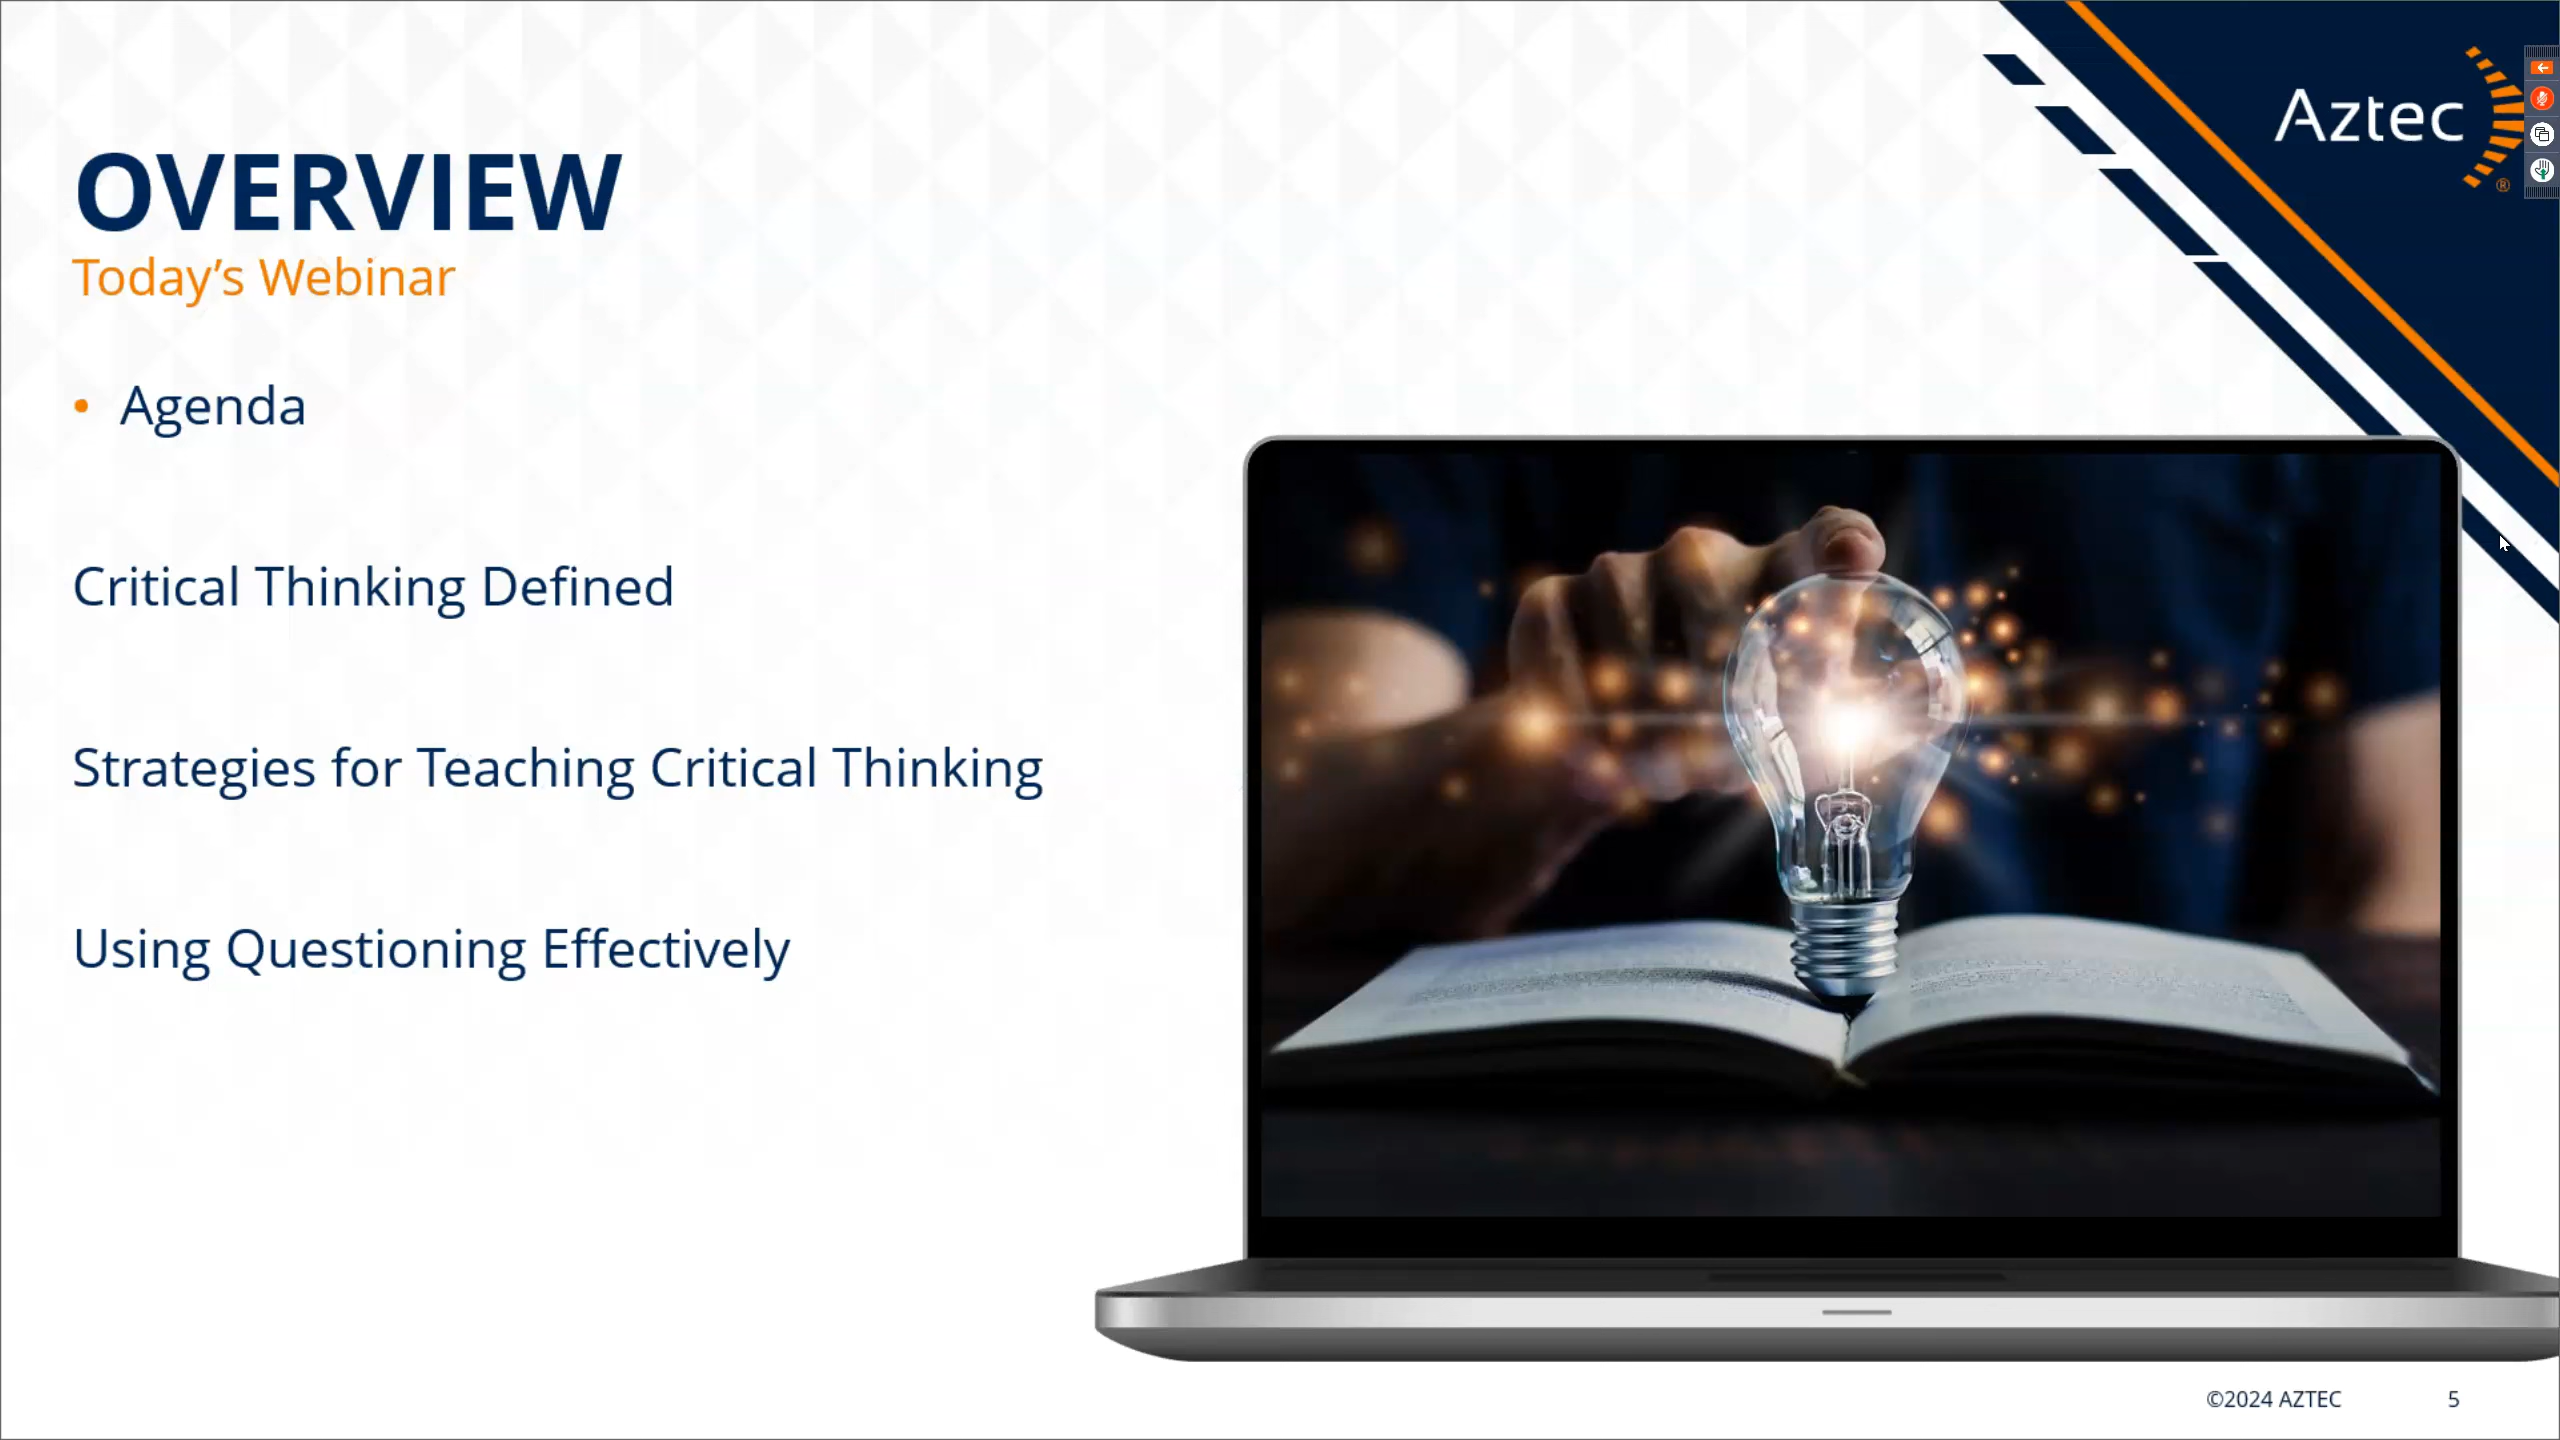 Aztec
®
OVERVIEW
Today’s Webinar
• Agenda
Critical Thinking Defined
Strategies for Teaching Critical Thinking
Using Questioning Effectively
©2024 AZTEC
5